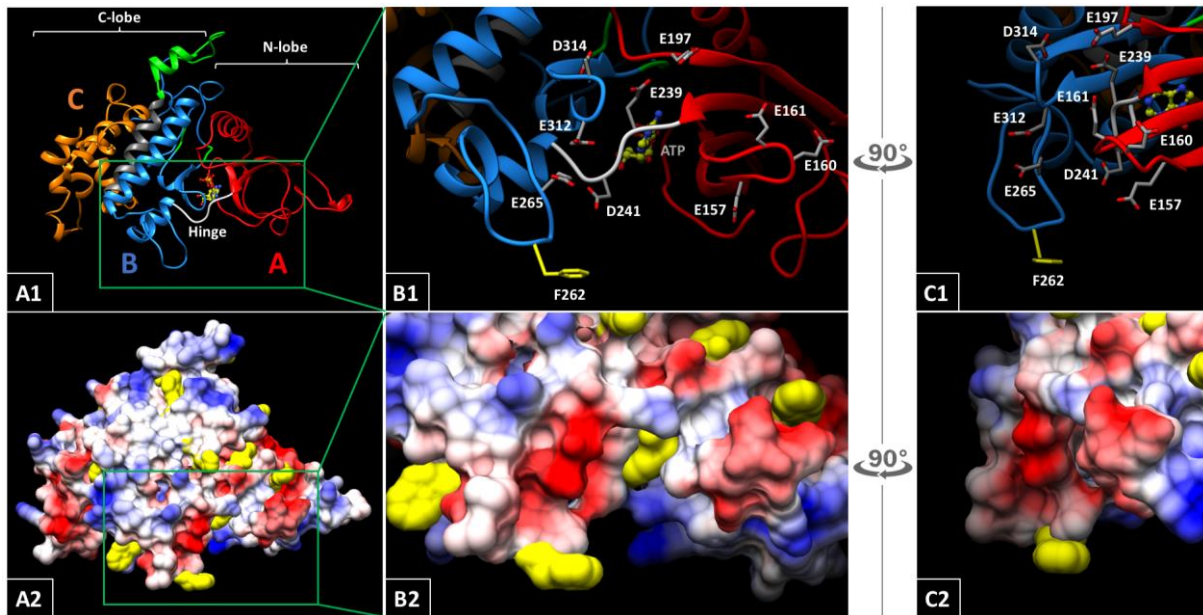 C-lobe
N-lobe
C
Hinge
B
A
A1
D314
E197
E239
E161
E312
ATP
E160
E265
D241
E157
F262
B1
90°
E197
D314
E239
E161
E312
E160
E265
D241
E157
F262
C1
A2
B2
90°
C2